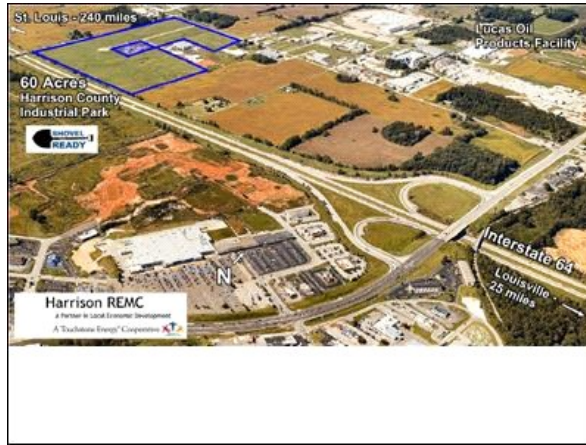 St. Louis - 240 miles
Lucas Oil
Products Facility
60 Acres
Harrison County
Industrial Park
SHOVEL
READY
Interstate 64
N
Louisville -
25 miles
Harrison REMC
a Partner in Local Economic Development
A Touchstone Energy® Cooperative